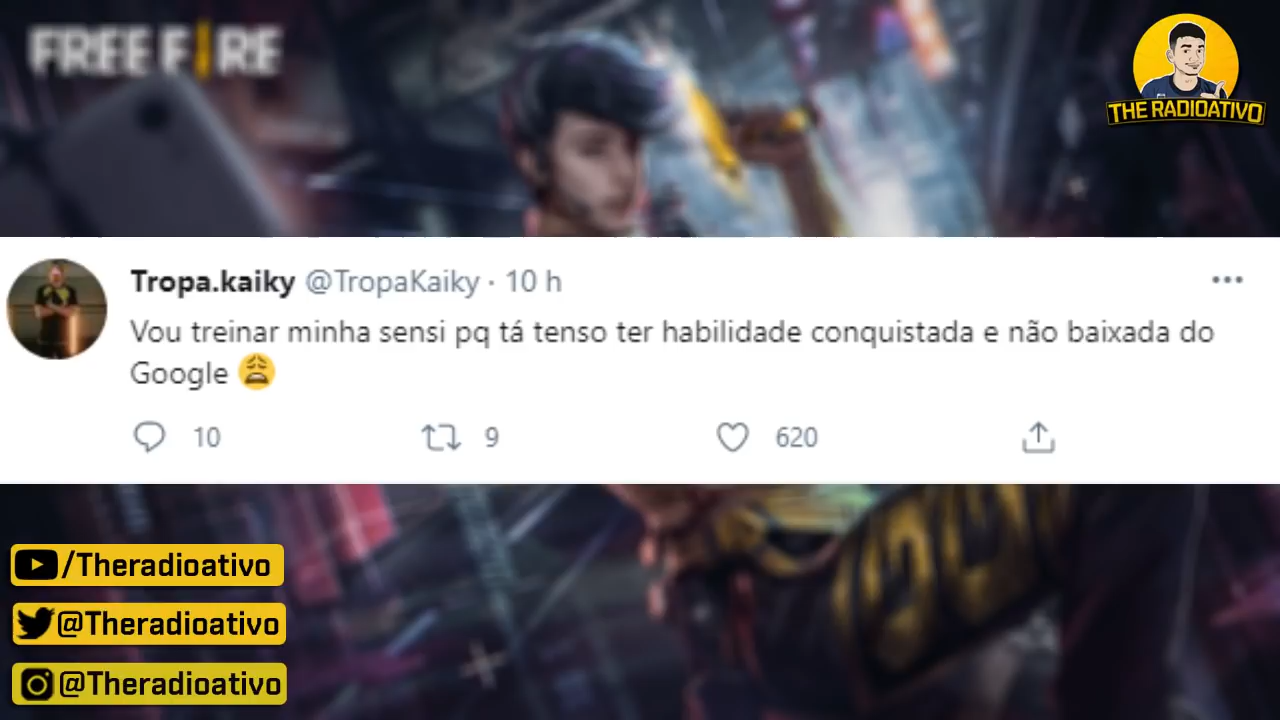 FREE FIRE
THE RADIOATIVO
Tropa.kaiky @TropaKaiky · 10 h
Vou treinar minha sensi pq tá tenso ter habilidade conquistada e não baixada do
Google 😩
10 9 620
/Theradioativo
@Theradioativo
@Theradioativo